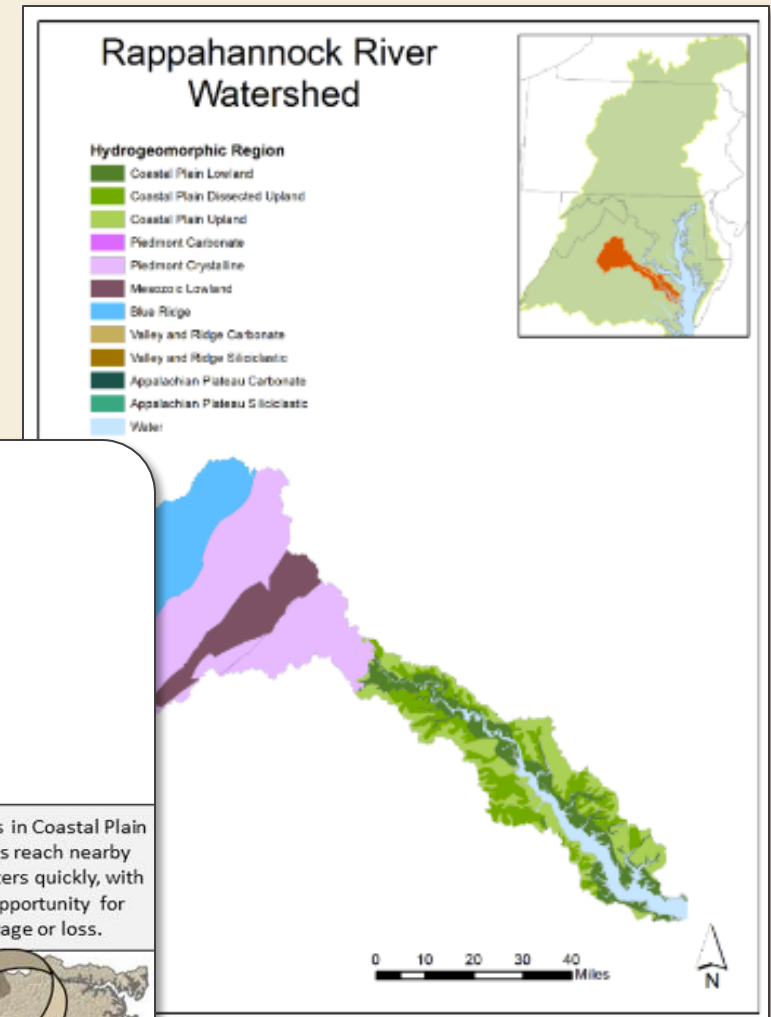 Rappahannock River
Watershed
Hydrogeomorphic Region
Coastal Plain Lowland
Coastal Plain Dissected Upland
Coastal Plain Upland
Piedmont Carbonate
Piedmont Crystalline
Mesozoic Lowland
Blue Ridge
Valley and Ridge Carbonate
Valley and Ridge Siliciclastic
Appalachian Plateau Carbonate
Appalachian Plateau Siliciclastic
Water
s in Coastal Plain
s reach nearby
ters quickly, with
pportunity for
age or loss.
0 10 20 30 40
Miles
N